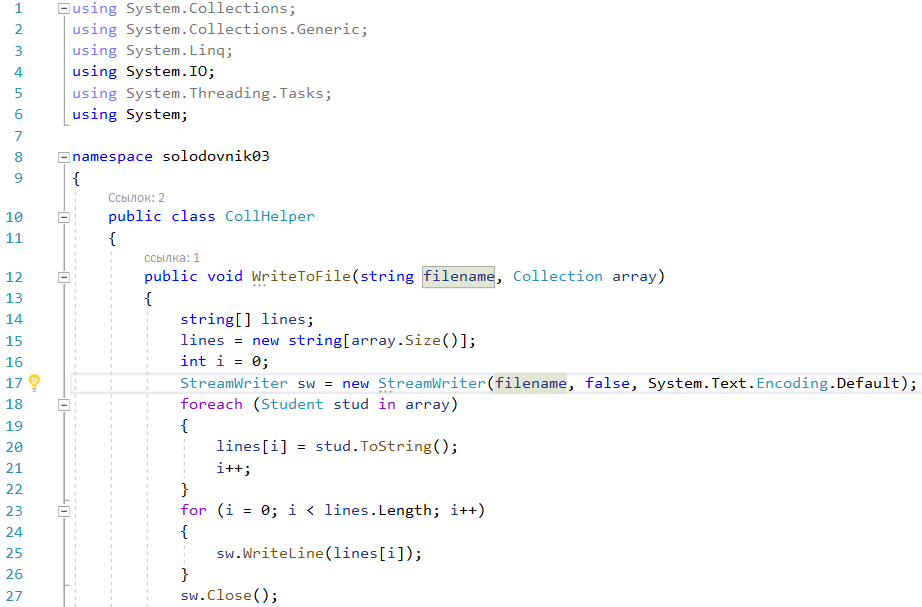 1 using System.Collections;
2 using System.Collections.Generic;
3 using System.Linq;
4 using System.IO;
5 using System.Threading.Tasks;
6 using System;
7
8 namespace solodovnik03
9 {
Ссылок: 2
10 public class CollHelper
11 {
ссылка: 1
12 public void WriteToFile(string filename, Collection array)
13 {
14 string[] lines;
15 lines = new string[array.Size()];
16 int i = 0;
17 StreamWriter sw = new StreamWriter(filename, false, System.Text.Encoding.Default);
18 foreach (Student stud in array)
19 {
20 lines[i] = stud.ToString();
21 i++;
22 }
23 for (i = 0; i < lines.Length; i++)
24 {
25 sw.WriteLine(lines[i]);
26 }
27 sw.Close();